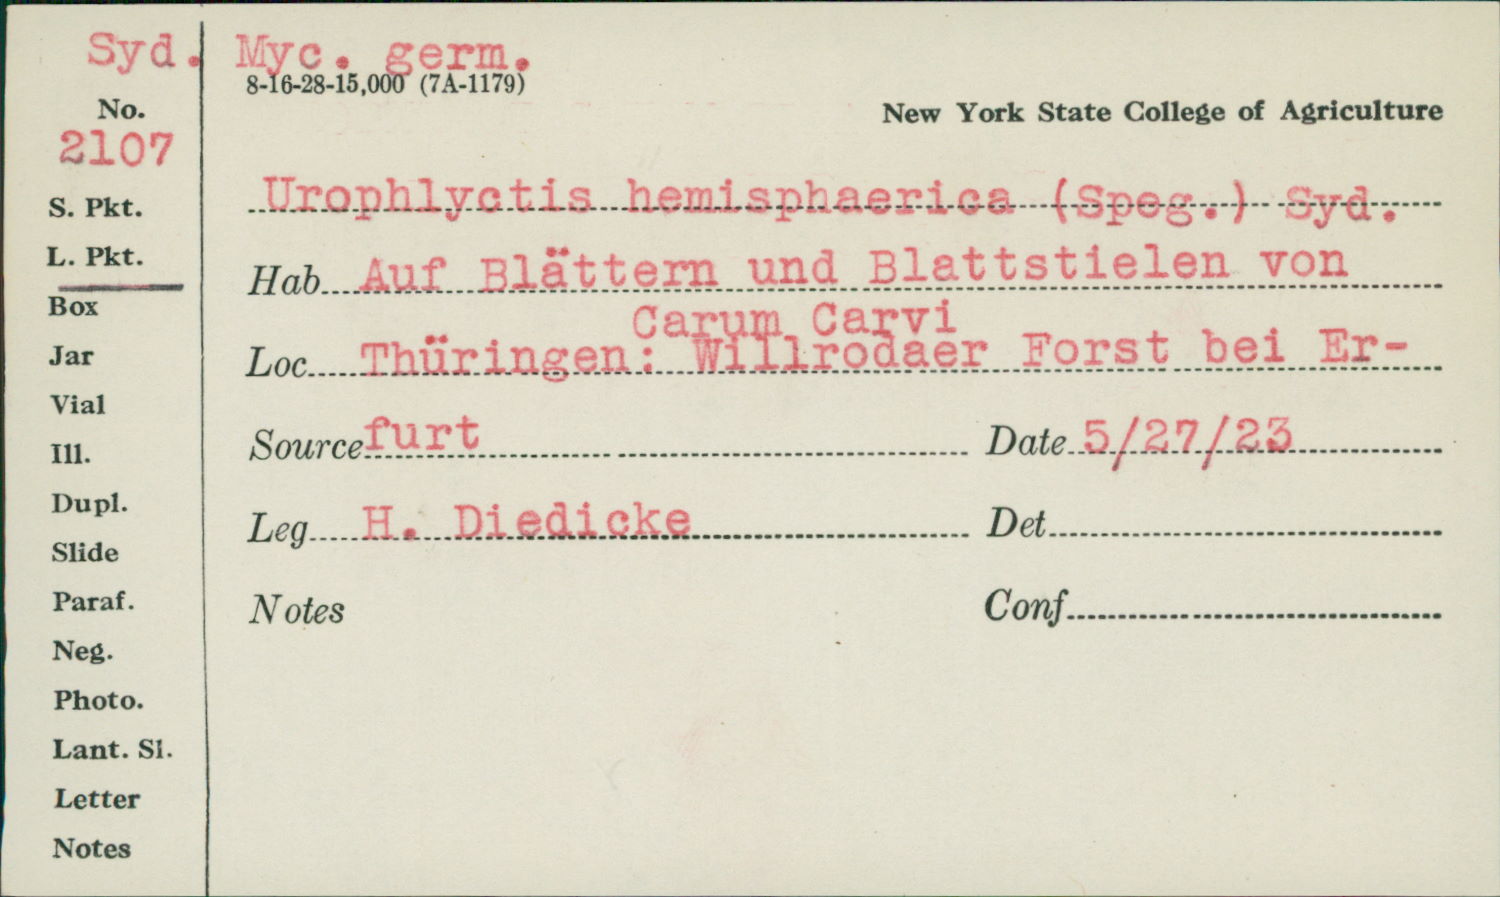 Syd. Myc. germ.
8-16-28-15,000 (7A-1179)
No.
New York State College of Agriculture
2107
Urophlyctis hemisphaerica (Speg.) Syd.
S. Pkt.
L. Pkt.
Hab. Auf Blättern und Blattstielen von
Carum Carvi
Box
Loc. Thüringen: Willrodaer Forst bei Er-
Jar
Vial
Source furt Date 5/27/23
Ill.
Dupl.
Leg. H. Diedicke Det.
Slide
Paraf.
Notes Conf.
Neg.
Photo.
Lant. Sl.
Letter
Notes